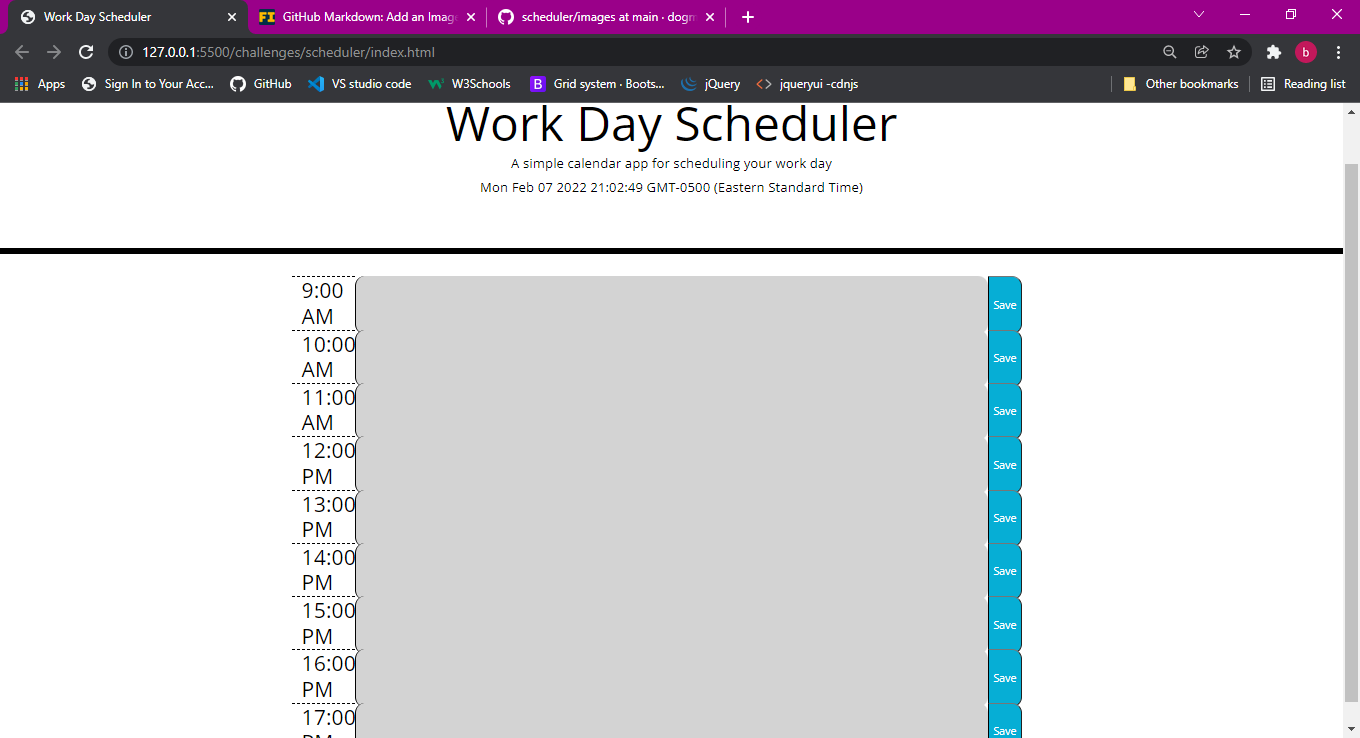 Work Day Scheduler
GitHub Markdown: Add an Image
scheduler/images at main · dogm
127.0.0.1:5500/challenges/scheduler/index.html
b
Apps
Sign In to Your Acc...
GitHub
VS studio code
W3Schools
B
Grid system · Boots...
jQuery
jqueryui -cdnjs
Other bookmarks
Reading list
Work Day Scheduler
A simple calendar app for scheduling your work day
Mon Feb 07 2022 21:02:49 GMT-0500 (Eastern Standard Time)
9:00
AM
Save
10:00
AM
Save
11:00
AM
Save
12:00
PM
Save
13:00
PM
Save
14:00
PM
Save
15:00
PM
Save
16:00
PM
Save
17:00
PM
Save